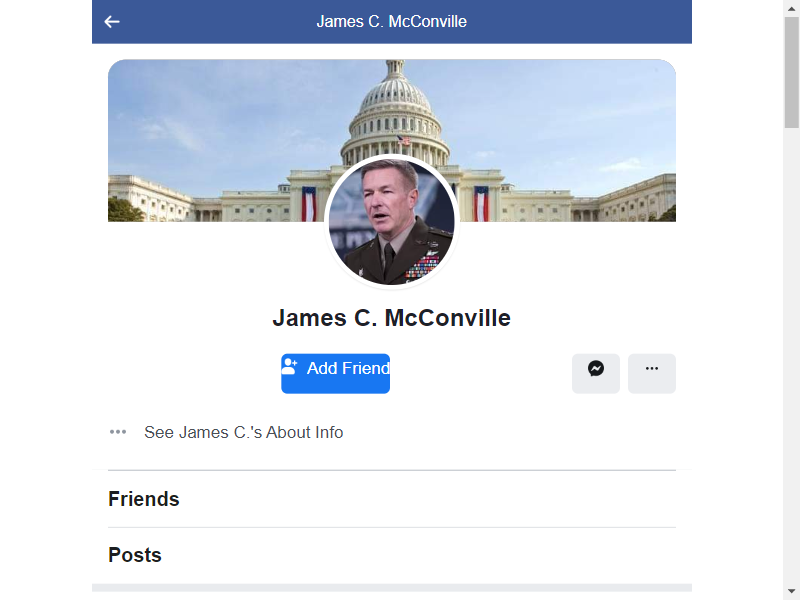 James C. McConville
James C. McConville
Add Friend
See James C.'s About Info
Friends
Posts